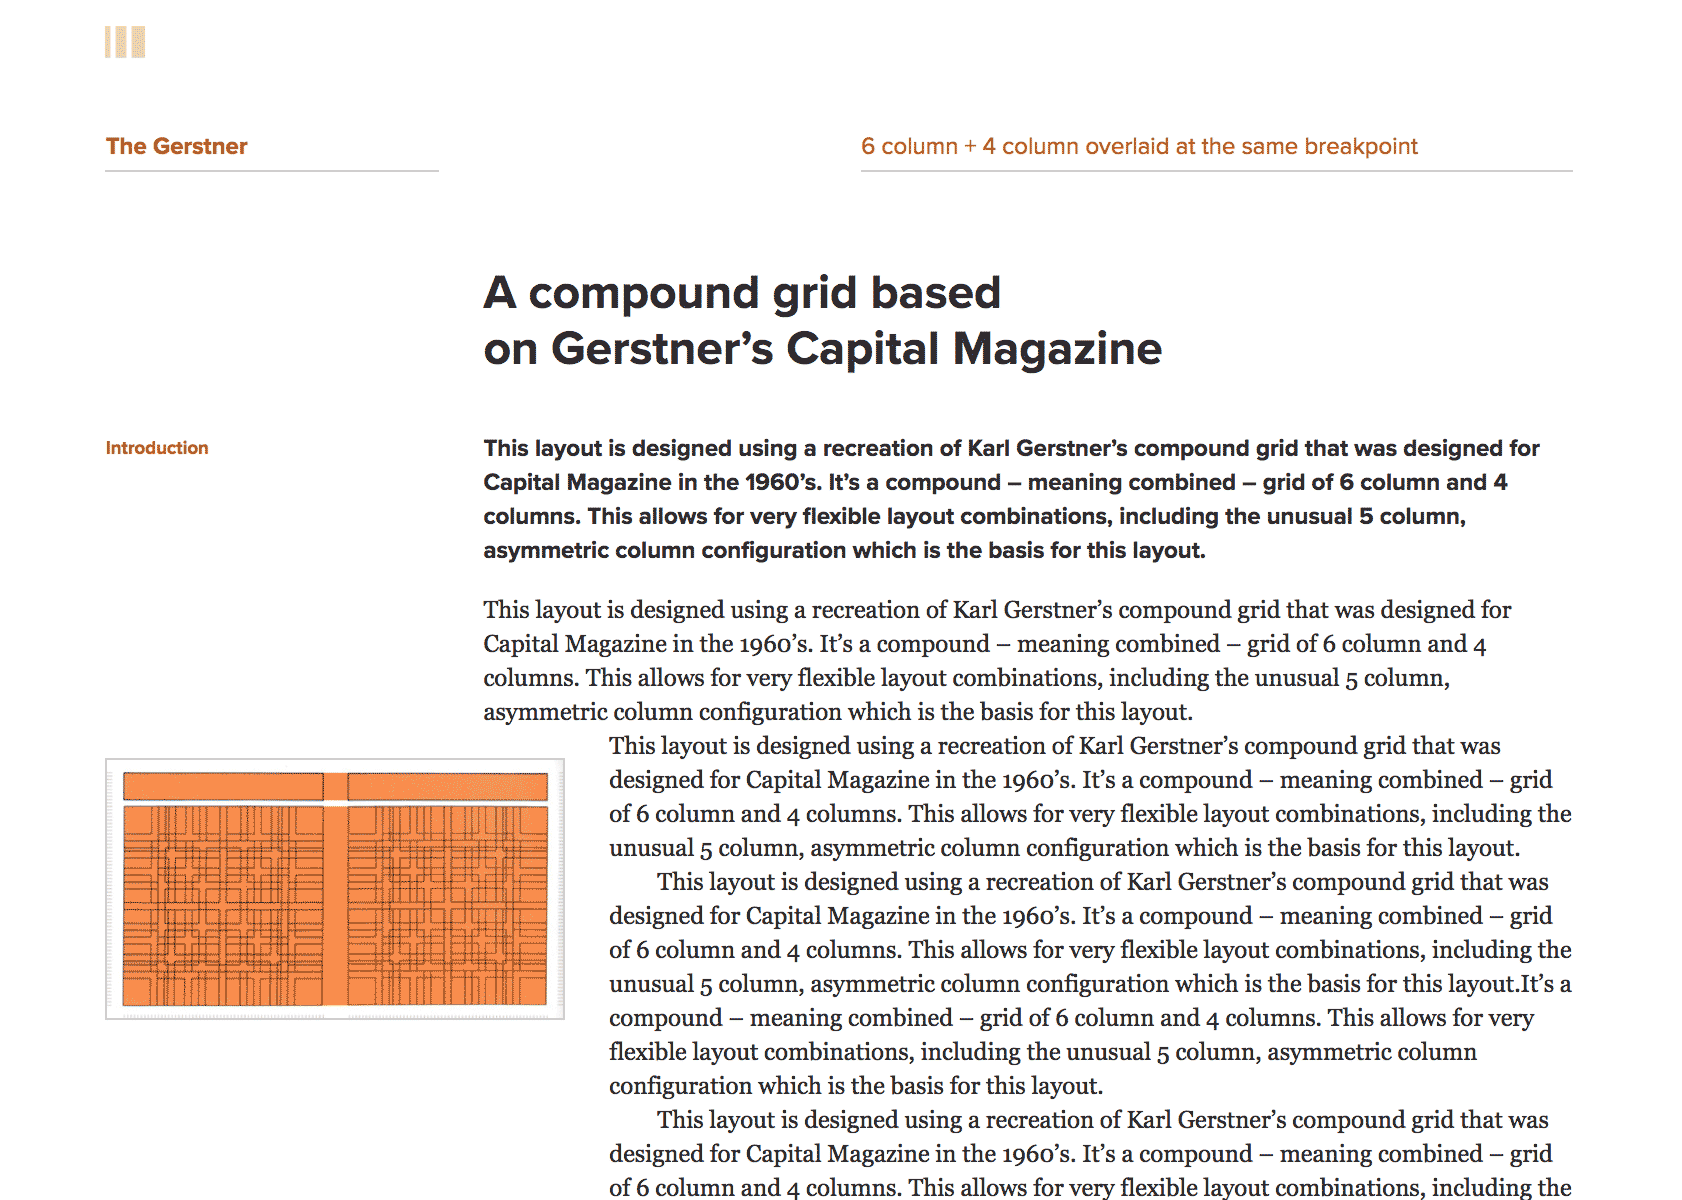 The Gerstner
6 column + 4 column overlaid at the same breakpoint
A compound grid based
on Gerstner’s Capital Magazine
Introduction
This layout is designed using a recreation of Karl Gerstner’s compound grid that was designed for
Capital Magazine in the 1960’s. It’s a compound – meaning combined – grid of 6 column and 4
columns. This allows for very flexible layout combinations, including the unusual 5 column,
asymmetric column configuration which is the basis for this layout.
This layout is designed using a recreation of Karl Gerstner’s compound grid that was designed for
Capital Magazine in the 1960’s. It’s a compound – meaning combined – grid of 6 column and 4
columns. This allows for very flexible layout combinations, including the unusual 5 column,
asymmetric column configuration which is the basis for this layout.
This layout is designed using a recreation of Karl Gerstner’s compound grid that was
designed for Capital Magazine in the 1960’s. It’s a compound – meaning combined – grid
of 6 column and 4 columns. This allows for very flexible layout combinations, including the
unusual 5 column, asymmetric column configuration which is the basis for this layout.
This layout is designed using a recreation of Karl Gerstner’s compound grid that was
designed for Capital Magazine in the 1960’s. It’s a compound – meaning combined – grid
of 6 column and 4 columns. This allows for very flexible layout combinations, including the
unusual 5 column, asymmetric column configuration which is the basis for this layout.It’s a
compound – meaning combined – grid of 6 column and 4 columns. This allows for very
flexible layout combinations, including the unusual 5 column, asymmetric column
configuration which is the basis for this layout.
This layout is designed using a recreation of Karl Gerstner’s compound grid that was
designed for Capital Magazine in the 1960’s. It’s a compound – meaning combined – grid
of 6 column and 4 columns. This allows for very flexible layout combinations, including the